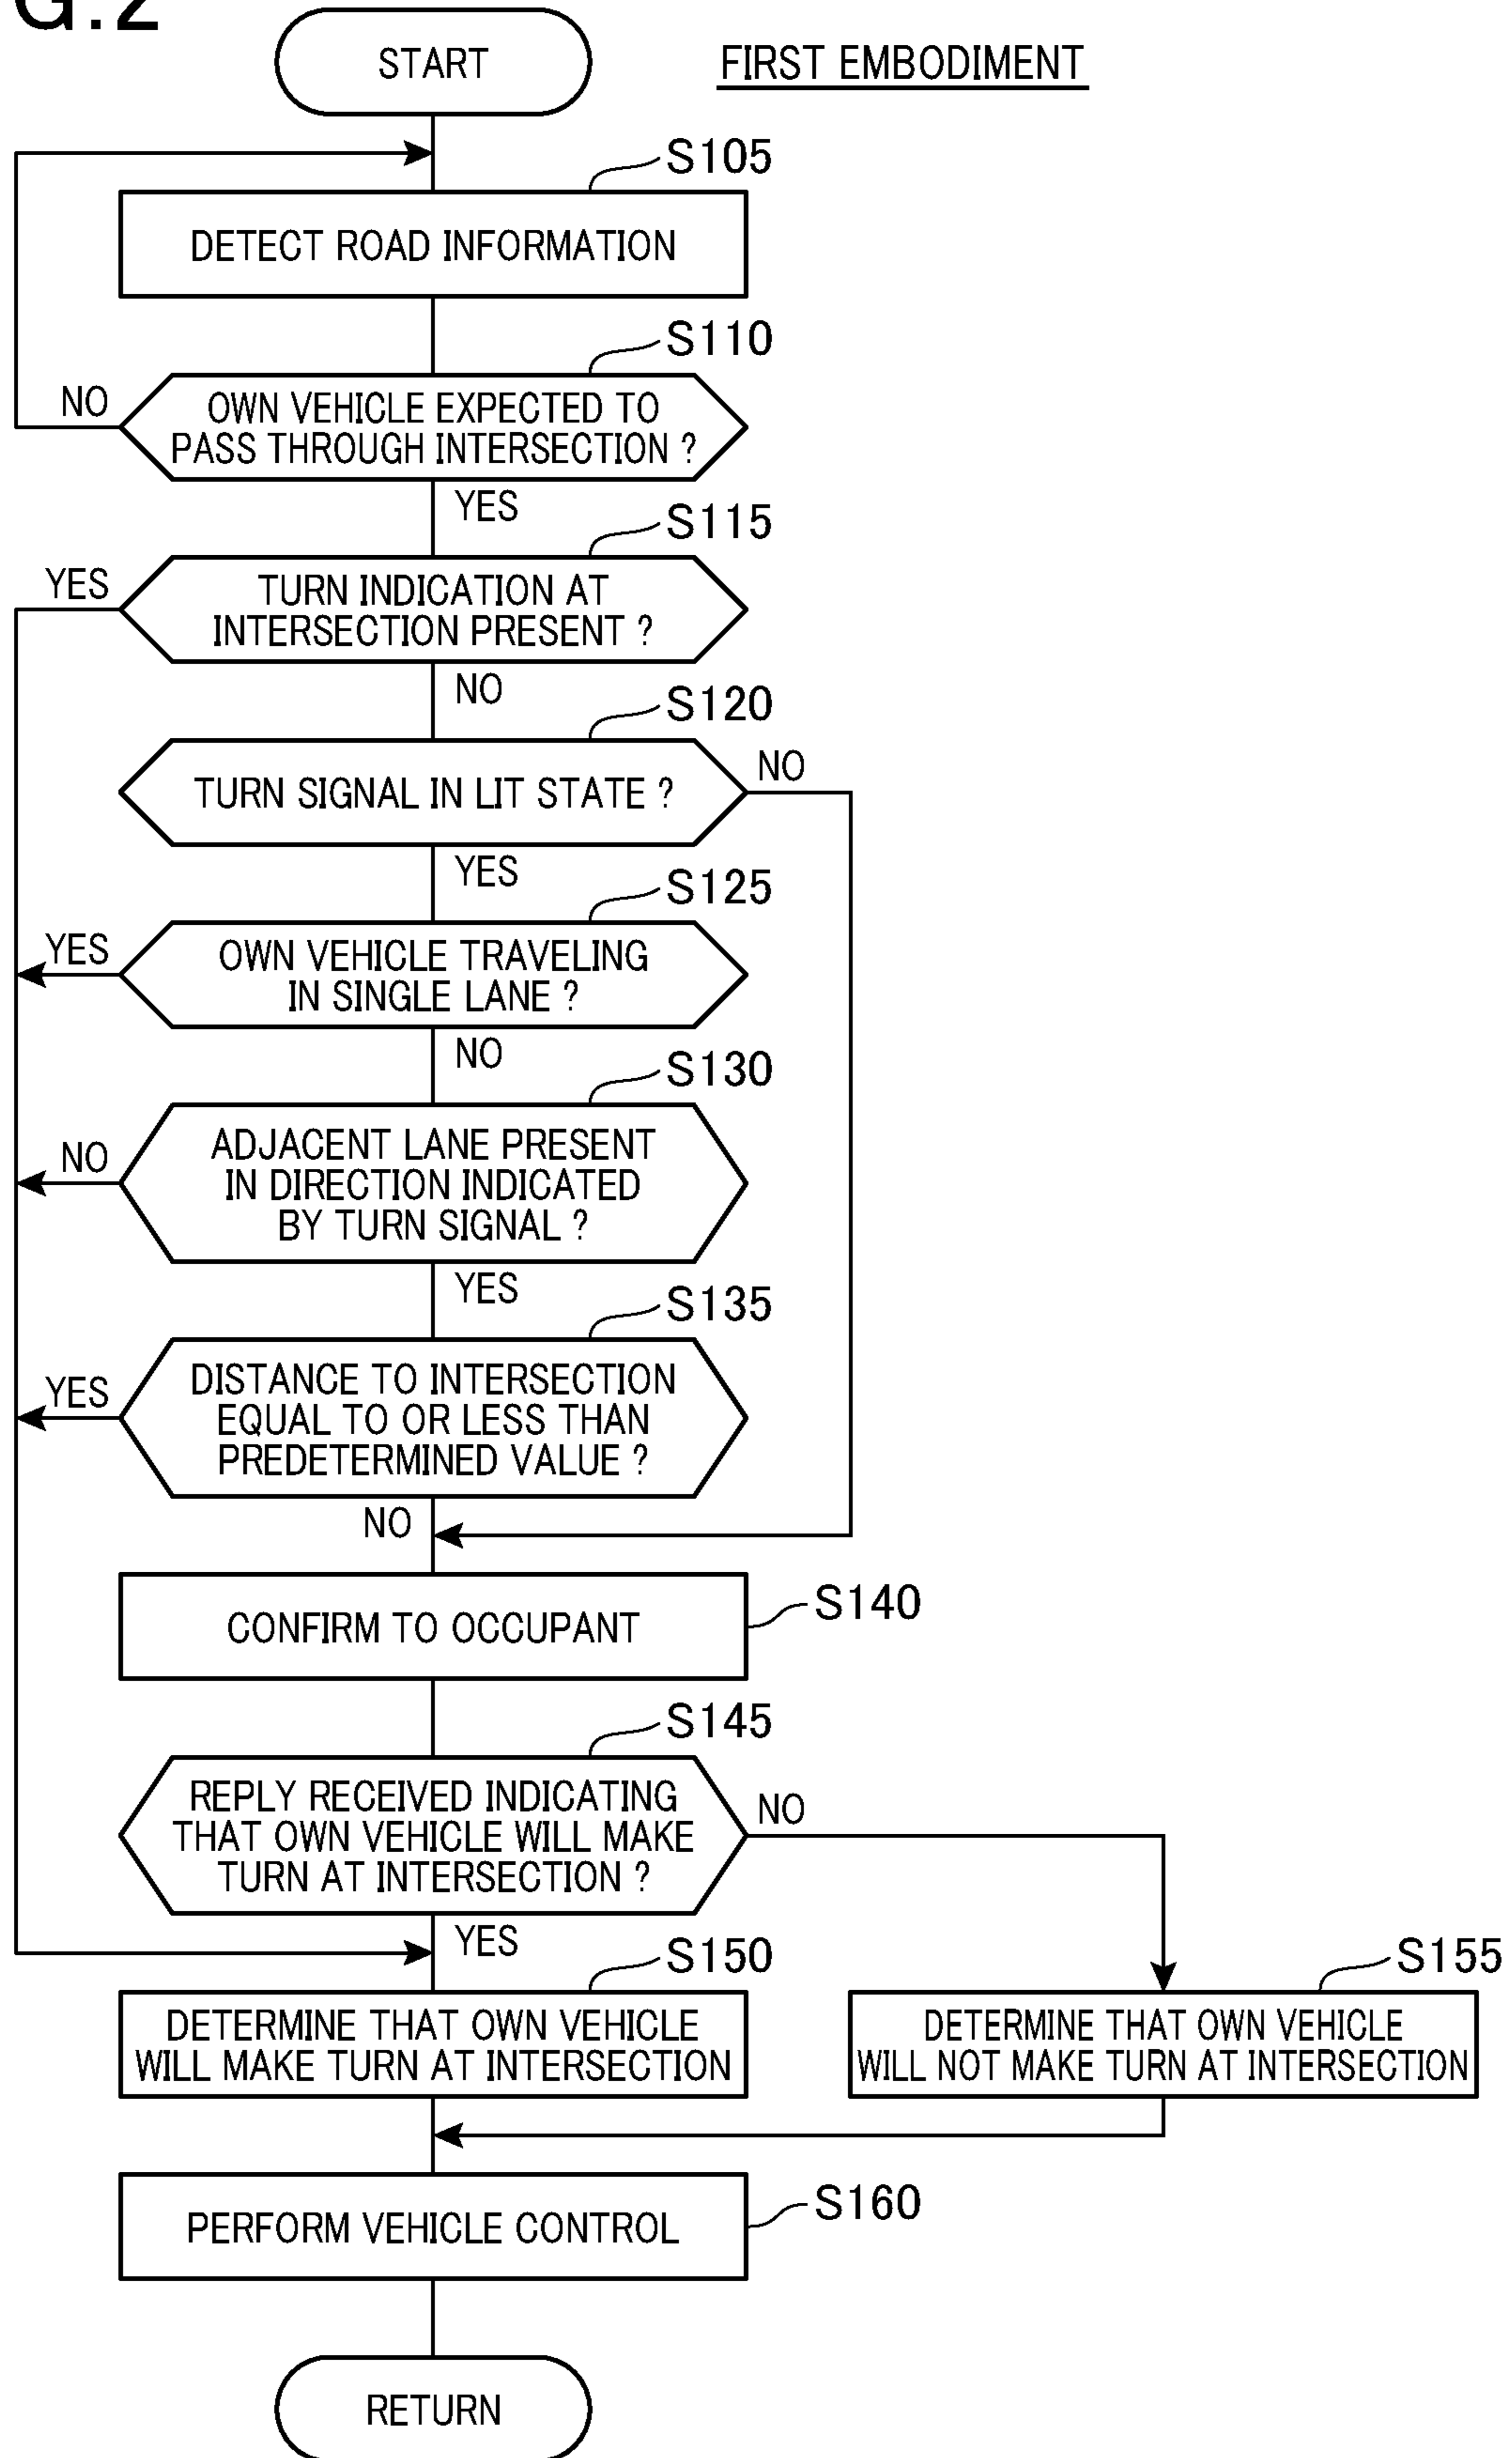 G.2
START
FIRST EMBODIMENT
S105
DETECT ROAD INFORMATION
S110
NO
OWN VEHICLE EXPECTED TO
PASS THROUGH INTERSECTION ?
YES
S115
YES
TURN INDICATION AT
INTERSECTION PRESENT ?
NO
S120
NO
TURN SIGNAL IN LIT STATE ?
YES
S125
YES
OWN VEHICLE TRAVELING
IN SINGLE LANE ?
NO
S130
NO
ADJACENT LANE PRESENT
IN DIRECTION INDICATED
BY TURN SIGNAL ?
YES
S135
YES
DISTANCE TO INTERSECTION
EQUAL TO OR LESS THAN
PREDETERMINED VALUE ?
NO
CONFIRM TO OCCUPANT
S140
S145
REPLY RECEIVED INDICATING
THAT OWN VEHICLE WILL MAKE
TURN AT INTERSECTION ?
NO
YES
S150
S155
DETERMINE THAT OWN VEHICLE
WILL MAKE TURN AT INTERSECTION
DETERMINE THAT OWN VEHICLE
WILL NOT MAKE TURN AT INTERSECTION
PERFORM VEHICLE CONTROL
S160
RETURN